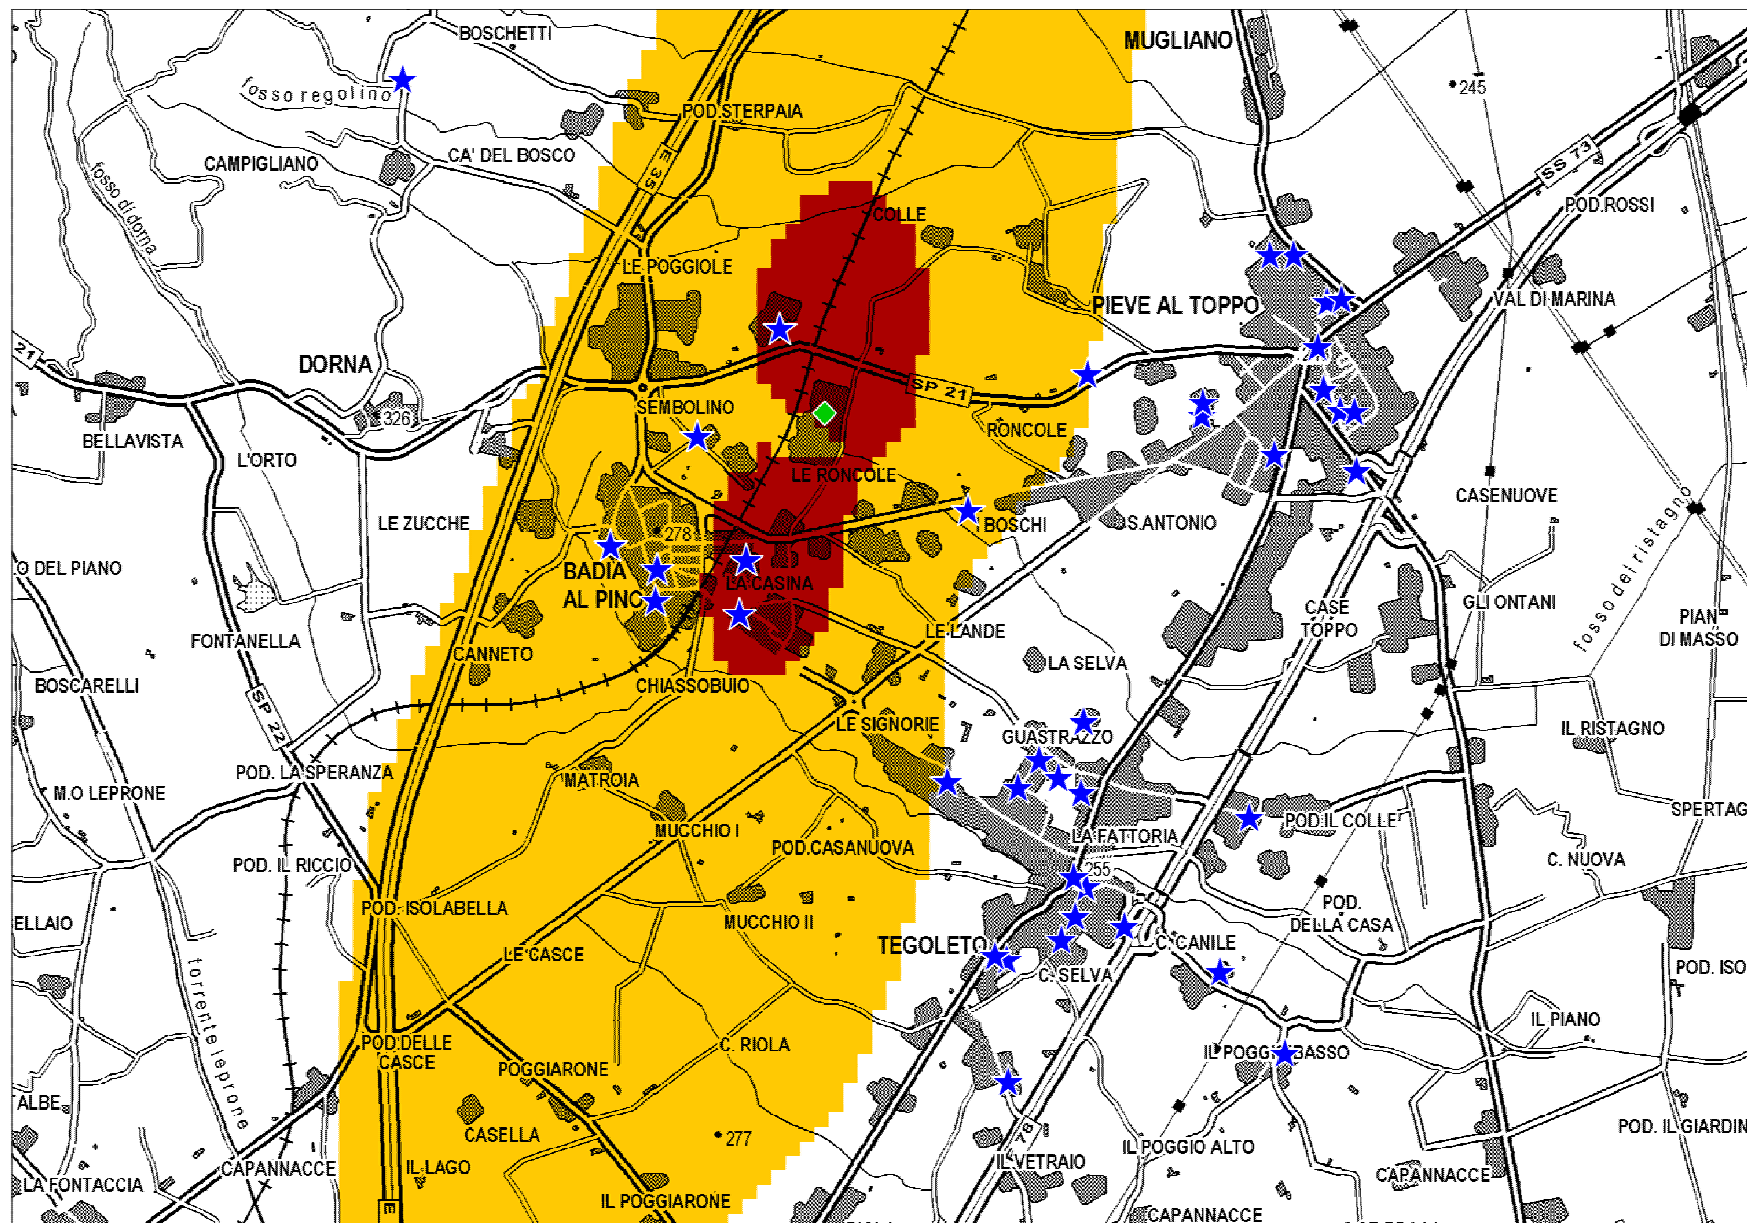 BOSCHETTI
MUGLIANO
fosso regolino
245
POD.STERPAIA
SS 73
CA' DEL BOSCO
CAMPIGLIANO
E 35
fosso di dorna
POD.ROSSI
COLLE
LE POGGIOLE
PIEVE AL TOPPO
VAL DI MARINA
21
DORNA
SP 21
SEMBOLINO
326
BELLAVISTA
RONCOLE
L'ORTO
LE RONCOLE
CASENUOVE
LE ZUCCHE
BOSCHI
S.ANTONIO
278
fosso del ristagno
O DEL PIANO
BADIA
AL PINO
LA CASINA
GLI ONTANI
CASE
TOPPO
PIAN
DI MASSO
FONTANELLA
LE LANDE
CANNETO
LA SELVA
BOSCARELLI
CHIASSOBUIO
SP 22
LE SIGNORIE
GUASTRAZZO
IL RISTAGNO
POD. LA SPERANZA
MATROIA
M.O LEPRONE
SPERTAG
MUCCHIO I
POD.IL COLLE
LA FATTORIA
POD.CASANUOVA
POD. IL RICCIO
C. NUOVA
255
POD. ISOLABELLA
POD.
DELLA CASA
ELLAIO
MUCCHIO II
TEGOLETO
C. CANILE
LE CASCE
C. SELVA
POD. ISO
torrente leprone
IL PIANO
POD.DELLE
CASCE
C. RIOLA
IL POGGIO BASSO
POGGIARONE
TALBE
CASELLA
277
78
POD. IL GIARDIN
IL POGGIO ALTO
CAPANNACCE
IL LAGO
IL VETRAIO
CAPANNACCE
LA FONTACCIA
IL POGGIARONE
E
CAPANNACCE